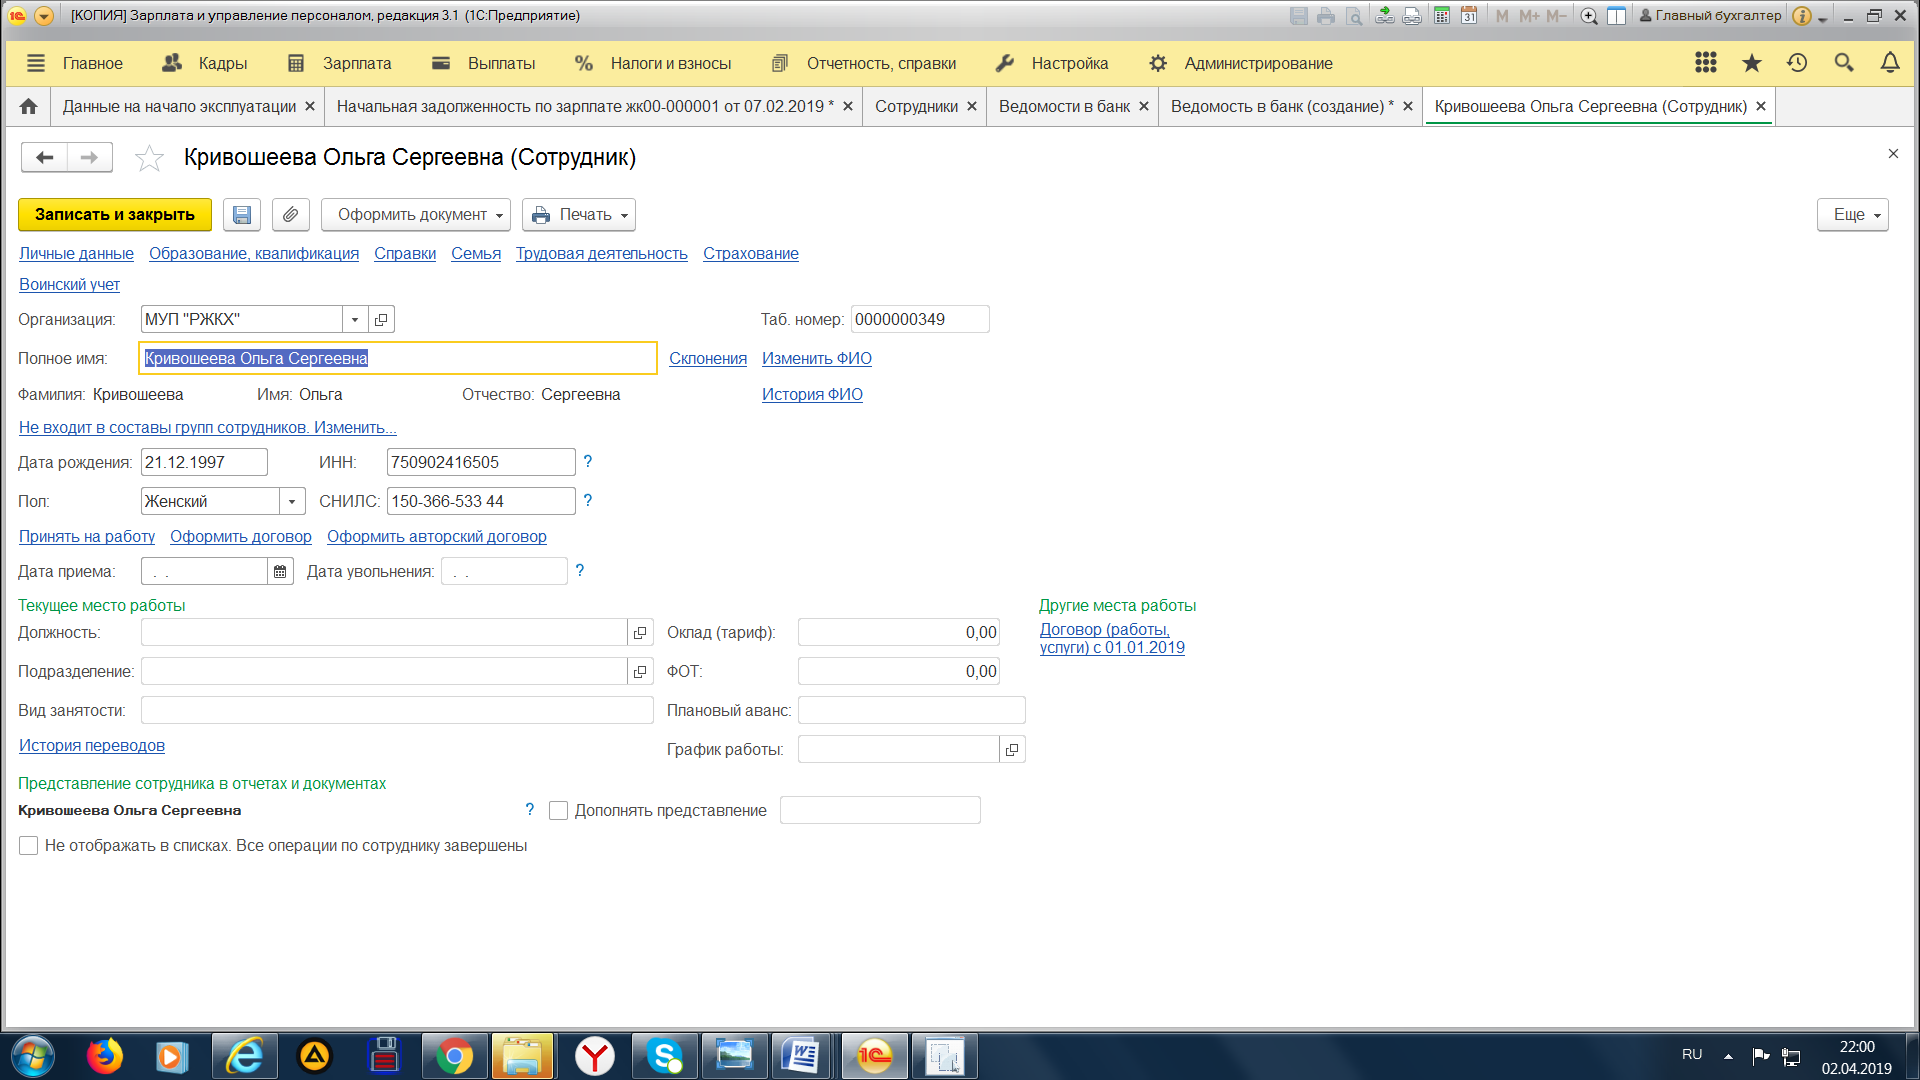 [КОПИЯ] Зарплата и управление персоналом, редакция 3.1 (1С:Предприятие)
M M+ M- Главный бухгалтер
Главное Кадры Зарплата Выплаты Налоги и взносы Отчетность, справки Настройка Администрирование
Данные на начало эксплуатации × Начальная задолженность по зарплате жк00-000001 от 07.02.2019 * × Сотрудники × Ведомости в банк × Ведомость в банк (создание) * × Кривошеева Ольга Сергеевна (Сотрудник) ×
Кривошеева Ольга Сергеевна (Сотрудник)
Записать и закрыть Оформить документ Печать Еще
Личные данные Образование, квалификация Справки Семья Трудовая деятельность Страхование
Воинский учет
Организация: МУП "РЖКХ" Таб. номер: 0000000349
Полное имя: Кривошеева Ольга Сергеевна Склонения Изменить ФИО
Фамилия: Кривошеева Имя: Ольга Отчество: Сергеевна История ФИО
Не входит в составы групп сотрудников. Изменить...
Дата рождения: 21.12.1997 ИНН: 750902416505 ?
Пол: Женский СНИЛС: 150-366-533 44 ?
Принять на работу Оформить договор Оформить авторский договор
Дата приема: . . Дата увольнения: . . ?
Текущее место работы Другие места работы
Должность: Оклад (тариф): 0,00 Договор (работы,
услуги) с 01.01.2019
Подразделение: ФОТ: 0,00
Вид занятости: Плановый аванс:
История переводов График работы:
Представление сотрудника в отчетах и документах
Кривошеева Ольга Сергеевна ? Дополнять представление
Не отображать в списках. Все операции по сотруднику завершены
RU 22:00
02.04.2019